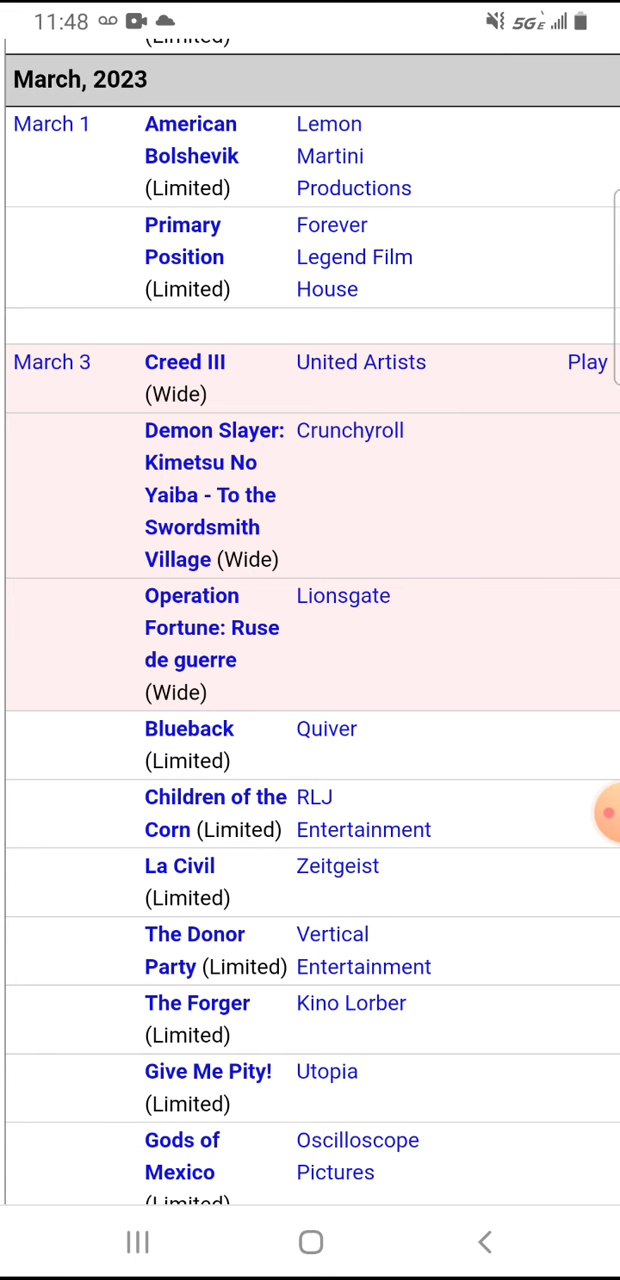 11:48
5GE
(Limited)
March, 2023
March 1
American Bolshevik (Limited)
Lemon Martini Productions
Primary Position (Limited)
Forever Legend Film House
March 3
Creed III (Wide)
United Artists
Play
Demon Slayer: Kimetsu No Yaiba - To the Swordsmith Village (Wide)
Crunchyroll
Operation Fortune: Ruse de guerre (Wide)
Lionsgate
Blueback (Limited)
Quiver
Children of the Corn (Limited)
RLJ Entertainment
La Civil (Limited)
Zeitgeist
The Donor Party (Limited)
Vertical Entertainment
The Forger (Limited)
Kino Lorber
Give Me Pity! (Limited)
Utopia
Gods of Mexico (Limited)
Oscilloscope Pictures